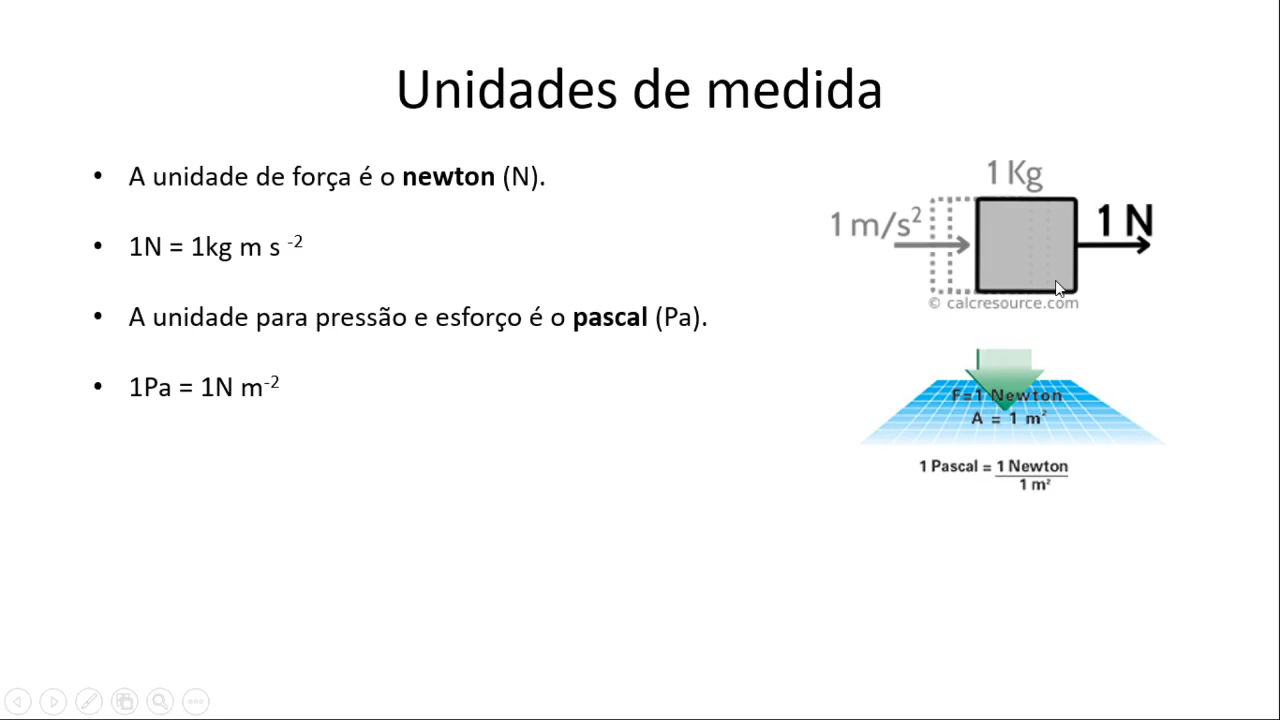 Unidades de medida
• A unidade de força é o newton (N).
• 1N = 1kg m s ⁻²
• A unidade para pressão e esforço é o pascal (Pa).
• 1Pa = 1N m⁻²
1 Kg
1 m/s²
1 N
© calcresource.com
F=1 Newton
A = 1 m²
1 Pascal = 1 Newton
1 m²